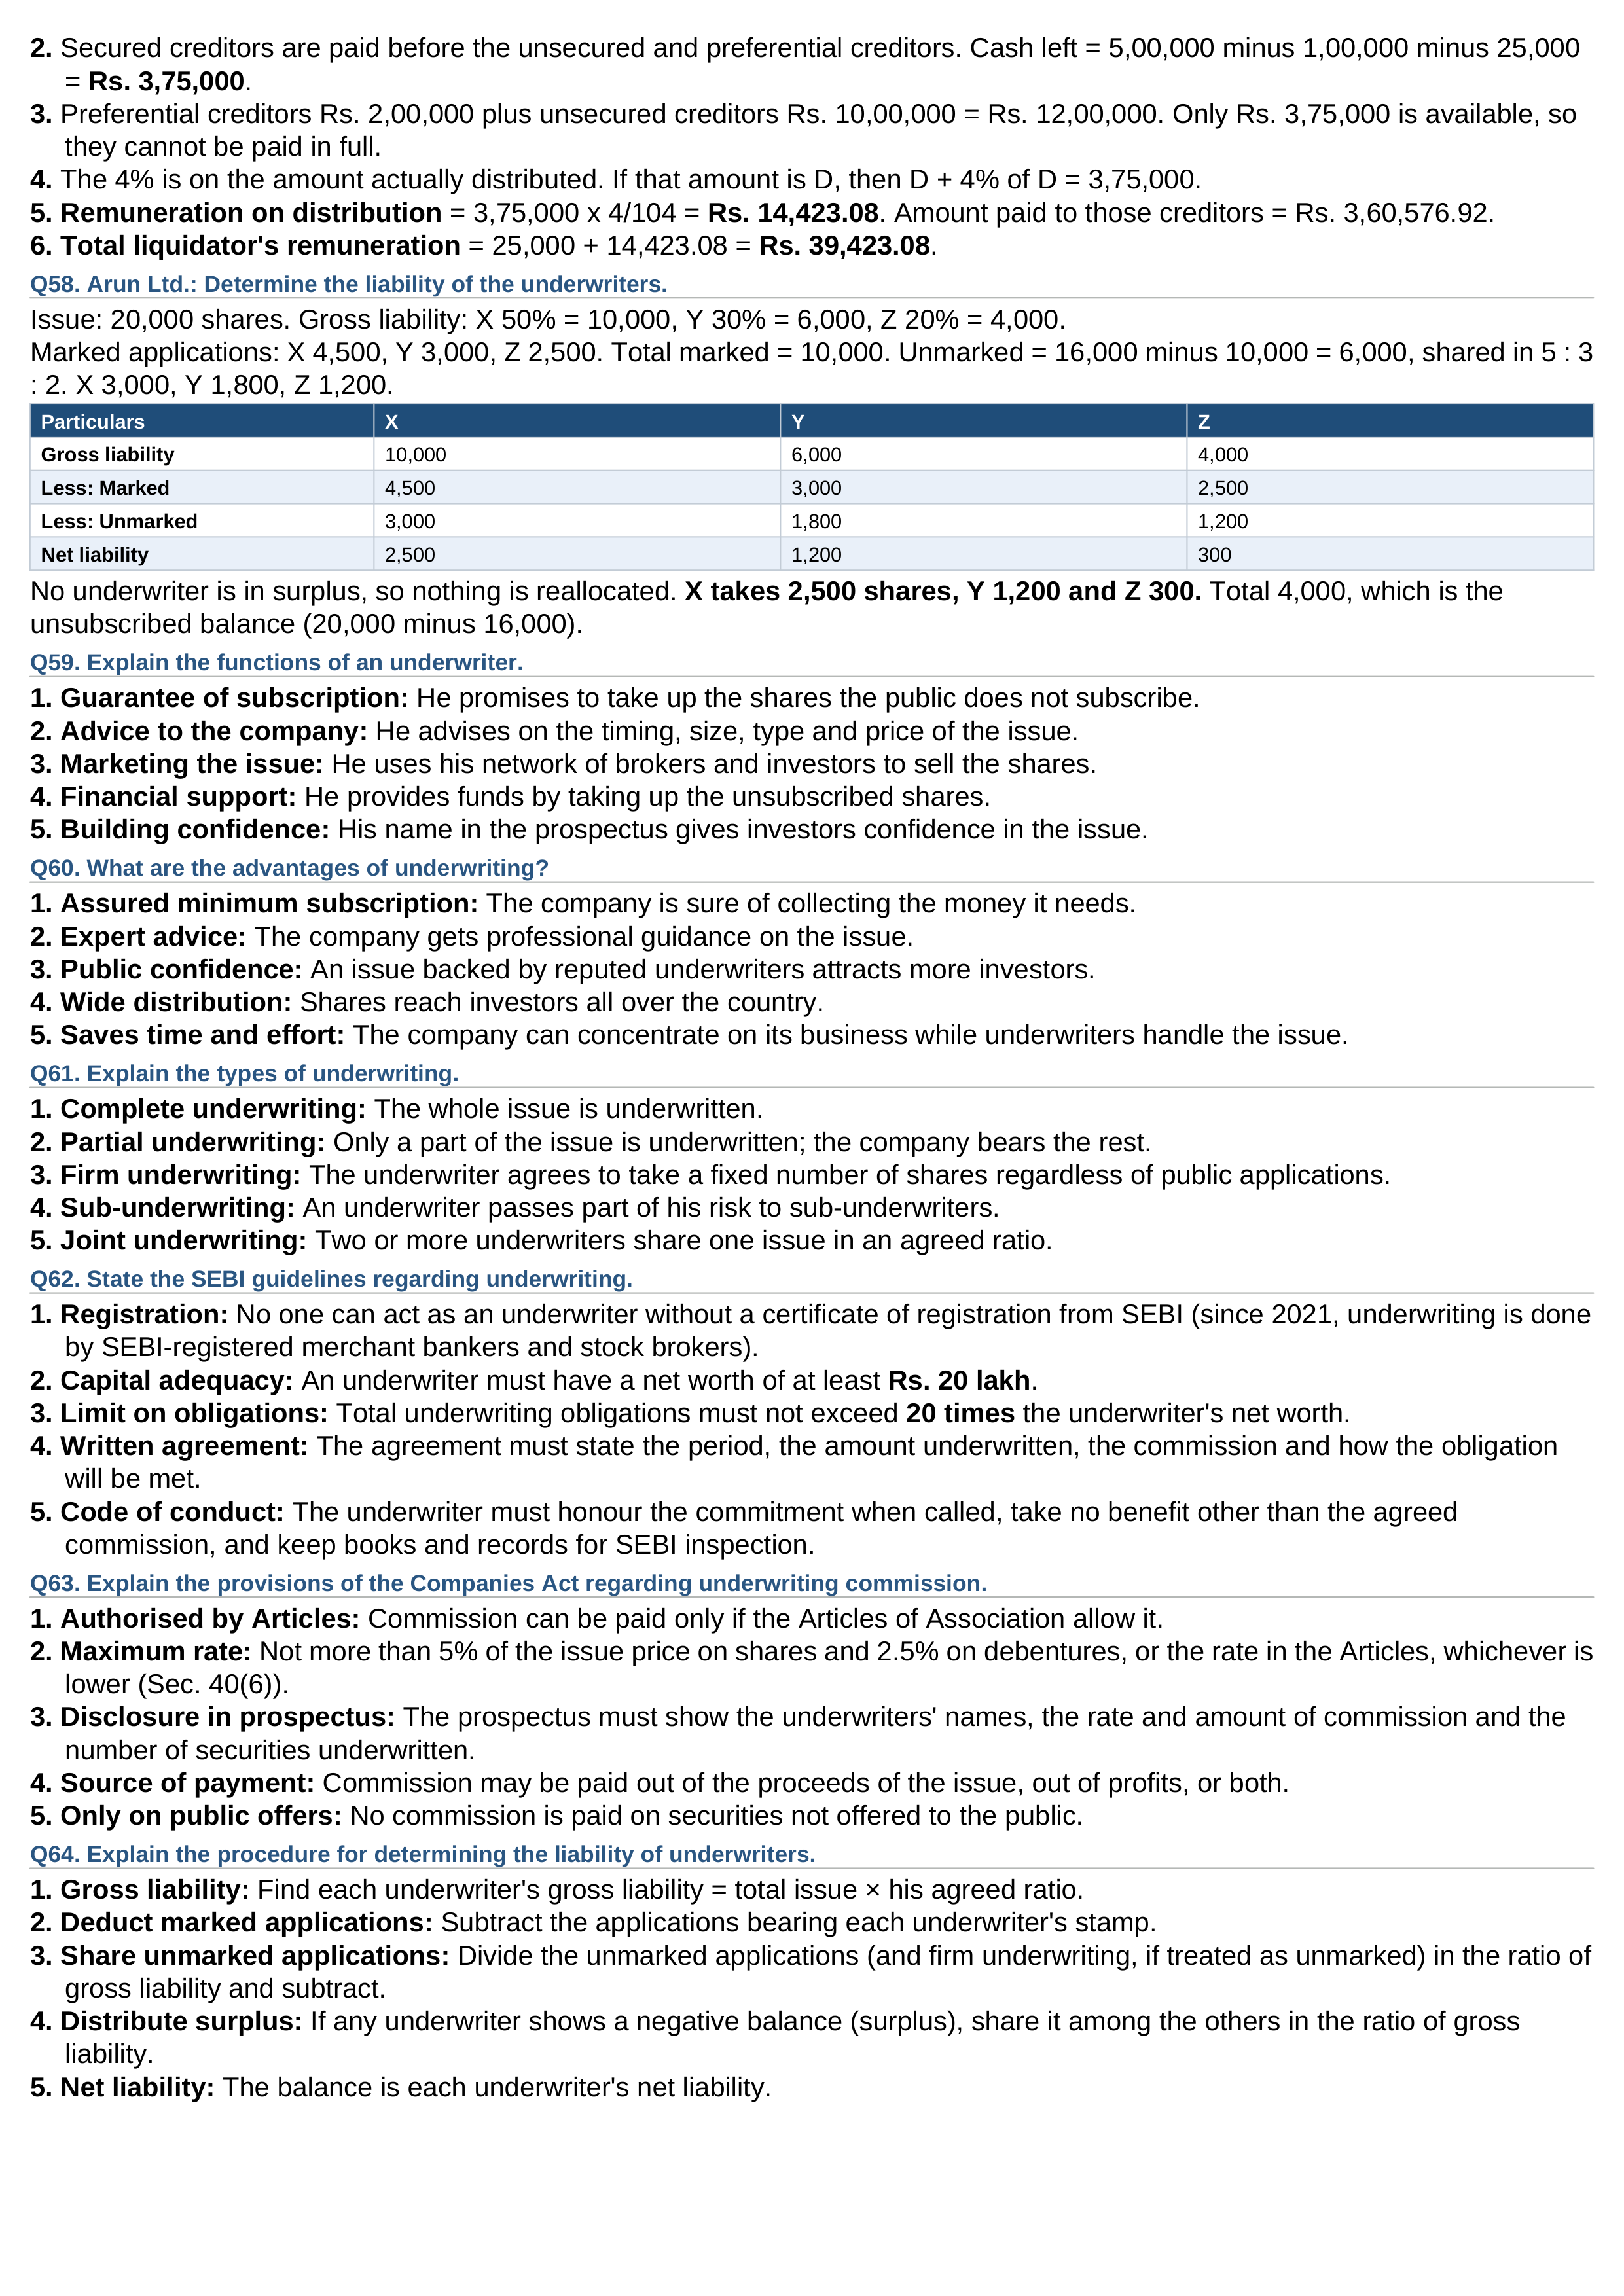 2. Secured creditors are paid before the unsecured and preferential creditors. Cash left = 5,00,000 minus 1,00,000 minus 25,000
= Rs. 3,75,000.
3. Preferential creditors Rs. 2,00,000 plus unsecured creditors Rs. 10,00,000 = Rs. 12,00,000. Only Rs. 3,75,000 is available, so
they cannot be paid in full.
4. The 4% is on the amount actually distributed. If that amount is D, then D + 4% of D = 3,75,000.
5. Remuneration on distribution = 3,75,000 x 4/104 = Rs. 14,423.08. Amount paid to those creditors = Rs. 3,60,576.92.
6. Total liquidator's remuneration = 25,000 + 14,423.08 = Rs. 39,423.08.
Q58. Arun Ltd.: Determine the liability of the underwriters.
Issue: 20,000 shares. Gross liability: X 50% = 10,000, Y 30% = 6,000, Z 20% = 4,000.
Marked applications: X 4,500, Y 3,000, Z 2,500. Total marked = 10,000. Unmarked = 16,000 minus 10,000 = 6,000, shared in 5 : 3
: 2. X 3,000, Y 1,800, Z 1,200.
Particulars X Y Z
Gross liability 10,000 6,000 4,000
Less: Marked 4,500 3,000 2,500
Less: Unmarked 3,000 1,800 1,200
Net liability 2,500 1,200 300
No underwriter is in surplus, so nothing is reallocated. X takes 2,500 shares, Y 1,200 and Z 300. Total 4,000, which is the
unsubscribed balance (20,000 minus 16,000).
Q59. Explain the functions of an underwriter.
1. Guarantee of subscription: He promises to take up the shares the public does not subscribe.
2. Advice to the company: He advises on the timing, size, type and price of the issue.
3. Marketing the issue: He uses his network of brokers and investors to sell the shares.
4. Financial support: He provides funds by taking up the unsubscribed shares.
5. Building confidence: His name in the prospectus gives investors confidence in the issue.
Q60. What are the advantages of underwriting?
1. Assured minimum subscription: The company is sure of collecting the money it needs.
2. Expert advice: The company gets professional guidance on the issue.
3. Public confidence: An issue backed by reputed underwriters attracts more investors.
4. Wide distribution: Shares reach investors all over the country.
5. Saves time and effort: The company can concentrate on its business while underwriters handle the issue.
Q61. Explain the types of underwriting.
1. Complete underwriting: The whole issue is underwritten.
2. Partial underwriting: Only a part of the issue is underwritten; the company bears the rest.
3. Firm underwriting: The underwriter agrees to take a fixed number of shares regardless of public applications.
4. Sub-underwriting: An underwriter passes part of his risk to sub-underwriters.
5. Joint underwriting: Two or more underwriters share one issue in an agreed ratio.
Q62. State the SEBI guidelines regarding underwriting.
1. Registration: No one can act as an underwriter without a certificate of registration from SEBI (since 2021, underwriting is done
by SEBI-registered merchant bankers and stock brokers).
2. Capital adequacy: An underwriter must have a net worth of at least Rs. 20 lakh.
3. Limit on obligations: Total underwriting obligations must not exceed 20 times the underwriter's net worth.
4. Written agreement: The agreement must state the period, the amount underwritten, the commission and how the obligation
will be met.
5. Code of conduct: The underwriter must honour the commitment when called, take no benefit other than the agreed
commission, and keep books and records for SEBI inspection.
Q63. Explain the provisions of the Companies Act regarding underwriting commission.
1. Authorised by Articles: Commission can be paid only if the Articles of Association allow it.
2. Maximum rate: Not more than 5% of the issue price on shares and 2.5% on debentures, or the rate in the Articles, whichever is
lower (Sec. 40(6)).
3. Disclosure in prospectus: The prospectus must show the underwriters' names, the rate and amount of commission and the
number of securities underwritten.
4. Source of payment: Commission may be paid out of the proceeds of the issue, out of profits, or both.
5. Only on public offers: No commission is paid on securities not offered to the public.
Q64. Explain the procedure for determining the liability of underwriters.
1. Gross liability: Find each underwriter's gross liability = total issue × his agreed ratio.
2. Deduct marked applications: Subtract the applications bearing each underwriter's stamp.
3. Share unmarked applications: Divide the unmarked applications (and firm underwriting, if treated as unmarked) in the ratio of
gross liability and subtract.
4. Distribute surplus: If any underwriter shows a negative balance (surplus), share it among the others in the ratio of gross
liability.
5. Net liability: The balance is each underwriter's net liability.